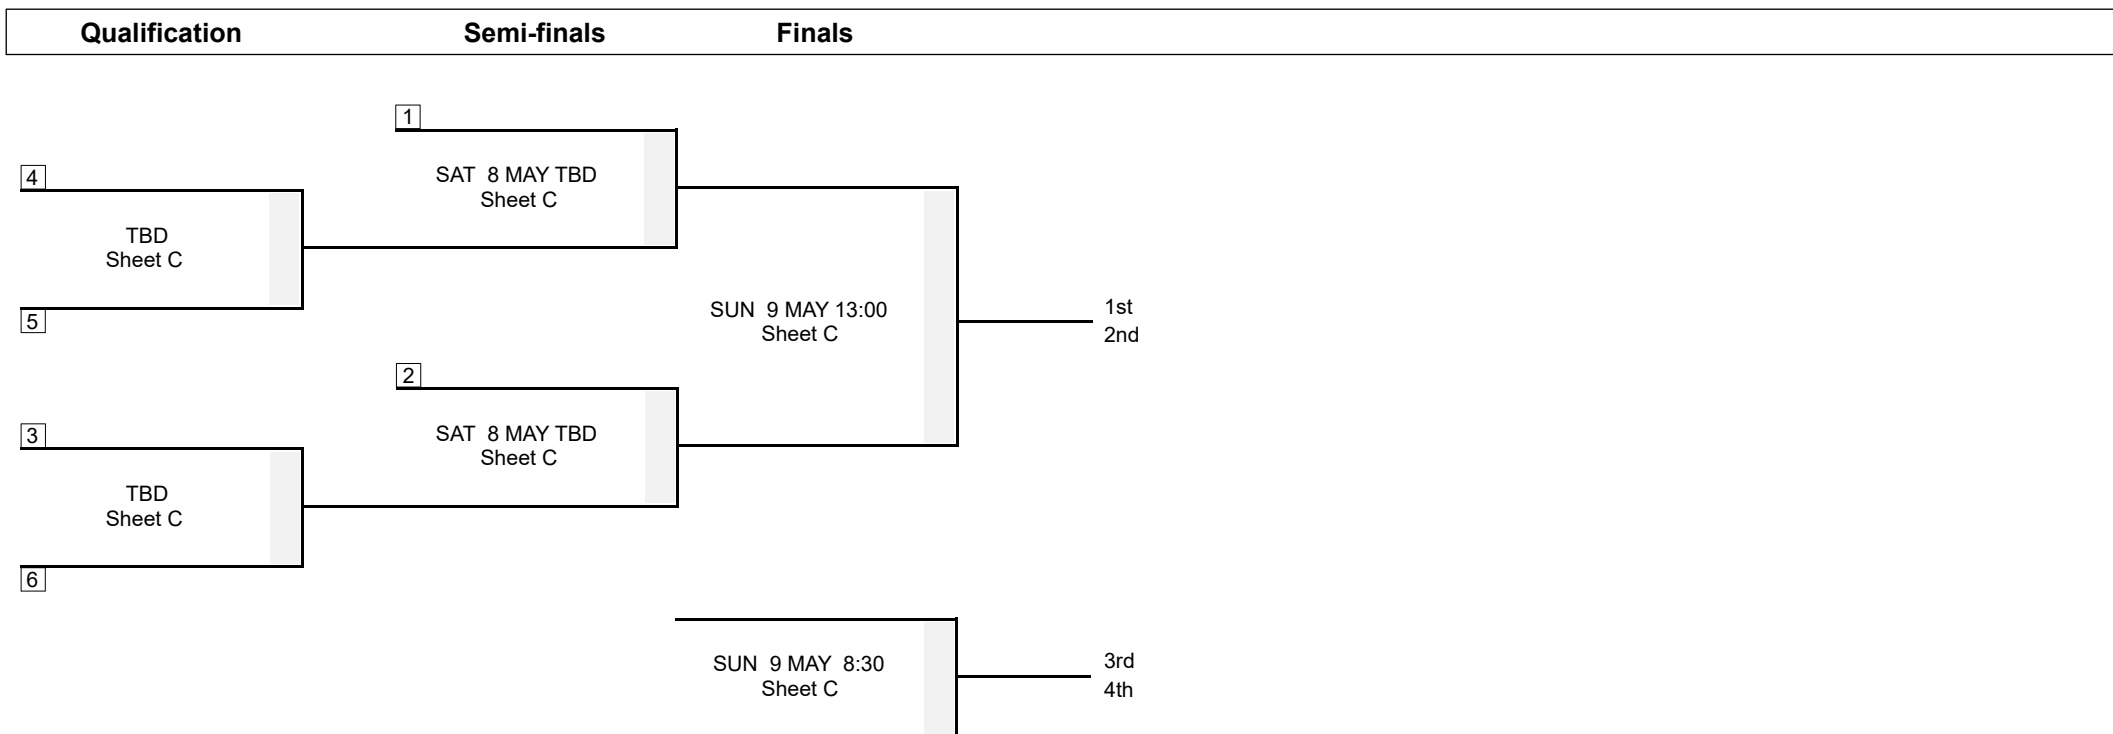 Qualification Semi-finals Finals
1
SAT 8 MAY TBD
Sheet C
4
TBD
Sheet C
5
SUN 9 MAY 13:00
Sheet C
1st
2nd
2
SAT 8 MAY TBD
Sheet C
3
TBD
Sheet C
6
SUN 9 MAY 8:30
Sheet C
3rd
4th